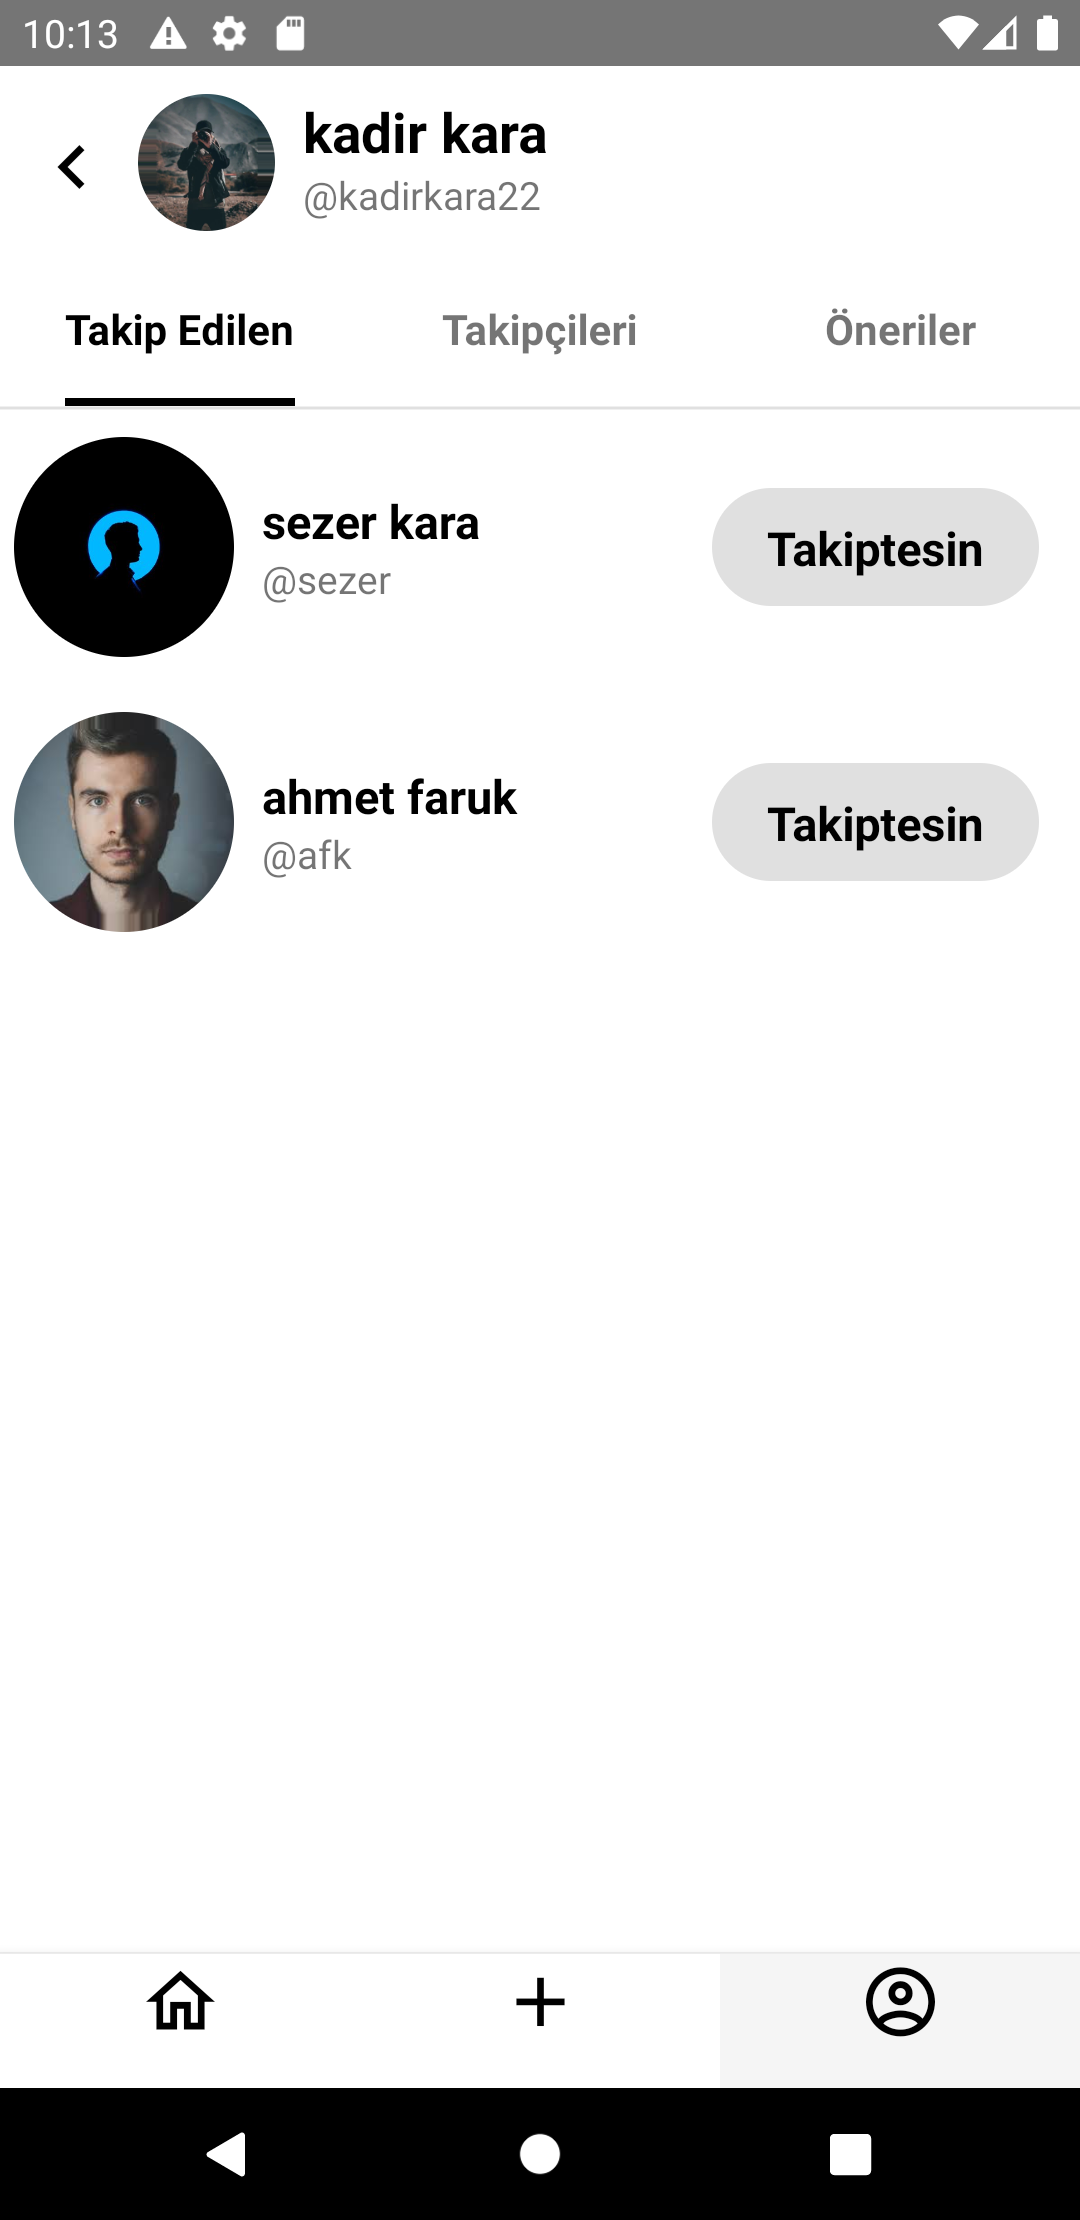 10:13
kadir kara
@kadirkara22
Takip Edilen
Takipçileri
Öneriler
sezer kara
@sezer
Takiptesin
ahmet faruk
@afk
Takiptesin